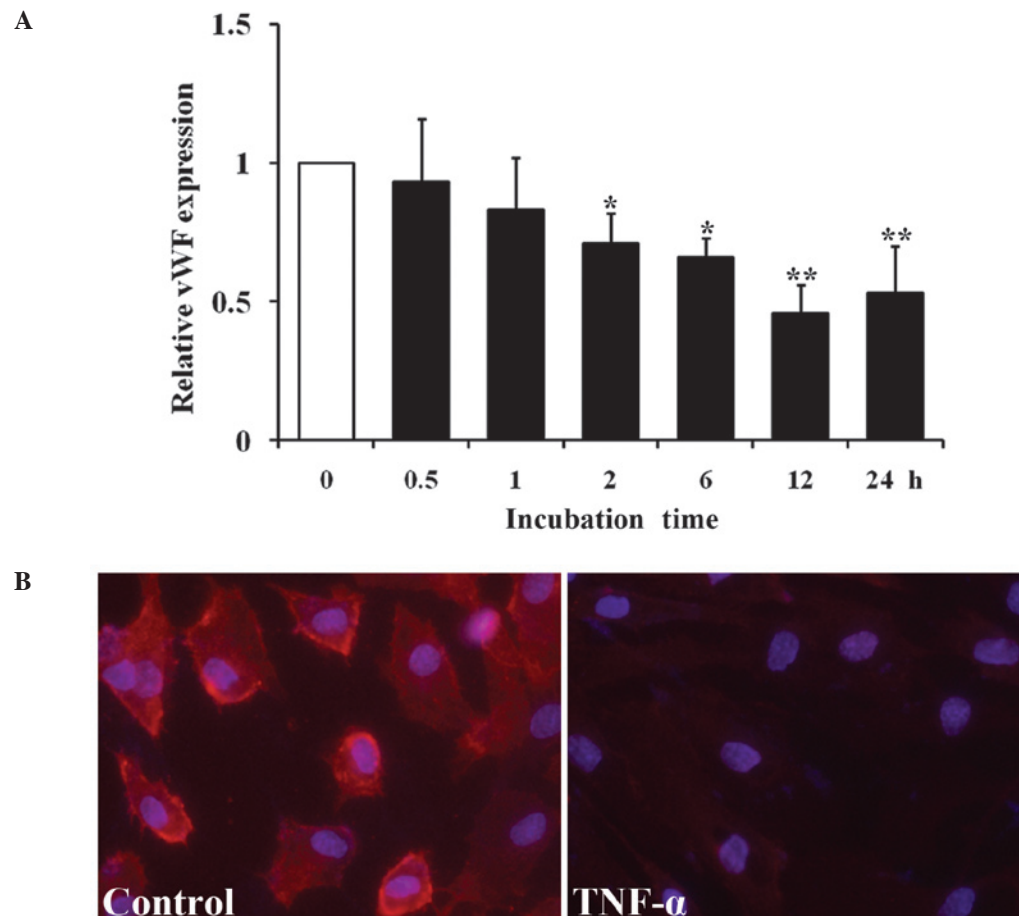 A
Relative vWF expression
1.5
1
0.5
0
* * ** **
0 0.5 1 2 6 12 24 h
Incubation time
B
Control TNF-α